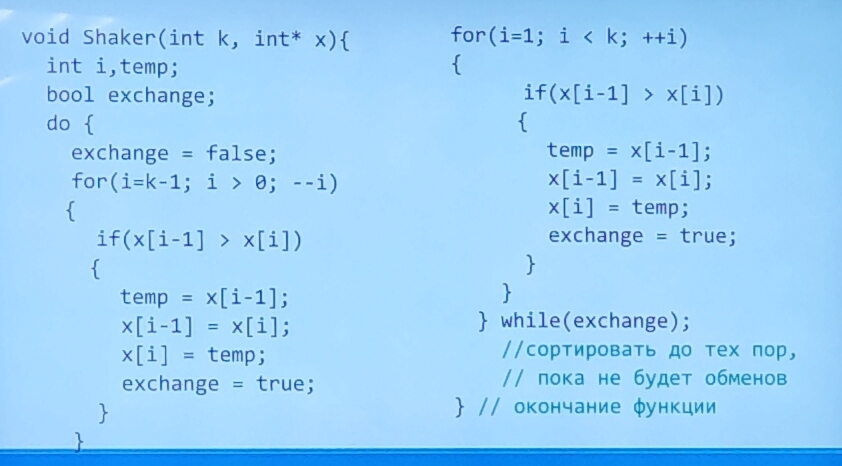 void Shaker(int k, int* x){
int i,temp;
bool exchange;
do {
exchange = false;
for(i=k-1; i > 0; --i)
{
if(x[i-1] > x[i])
{
temp = x[i-1];
x[i-1] = x[i];
x[i] = temp;
exchange = true;
}
}
for(i=1; i < k; ++i)
{
if(x[i-1] > x[i])
{
temp = x[i-1];
x[i-1] = x[i];
x[i] = temp;
exchange = true;
}
}
} while(exchange);
//сортировать до тех пор,
// пока не будет обменов
} // окончание функции